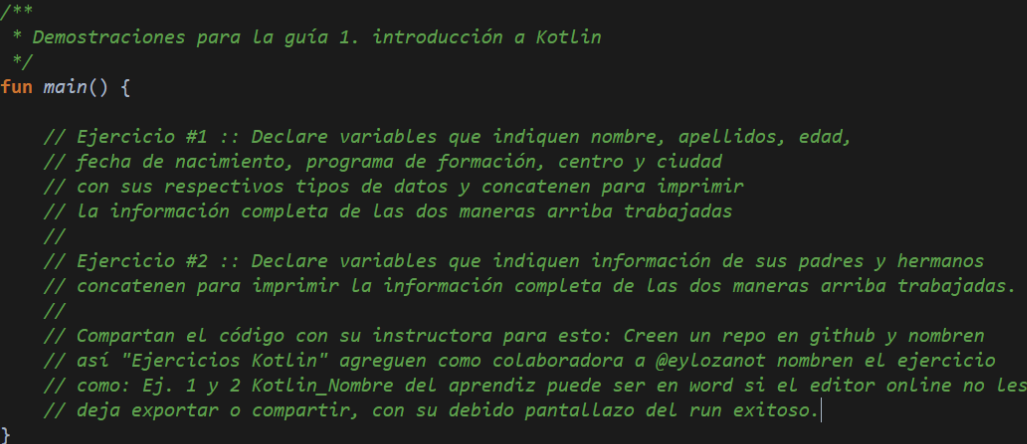 /**
 * Demostraciones para la guía 1. introducción a Kotlin
 */
fun main() {
// Ejercicio #1 :: Declare variables que indiquen nombre, apellidos, edad,
// fecha de nacimiento, programa de formación, centro y ciudad
// con sus respectivos tipos de datos y concatenen para imprimir
// la información completa de las dos maneras arriba trabajadas
//
// Ejercicio #2 :: Declare variables que indiquen información de sus padres y hermanos
// concatenen para imprimir la información completa de las dos maneras arriba trabajadas.
//
// Compartan el código con su instructora para esto: Creen un repo en github y nombren
// así "Ejercicios Kotlin" agreguen como colaboradora a @eylozanot nombren el ejercicio
// como: Ej. 1 y 2 Kotlin_Nombre del aprendiz puede ser en word si el editor online no les
// deja exportar o compartir, con su debido pantallazo del run exitoso.
}